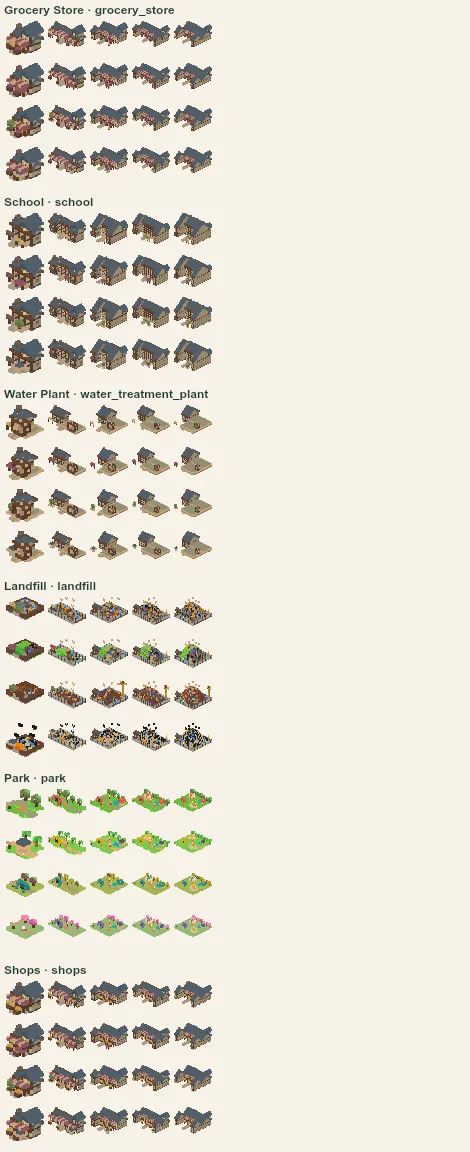 Grocery Store · grocery_store
School · school
Water Plant · water_treatment_plant
Landfill · landfill
Park · park
Shops · shops